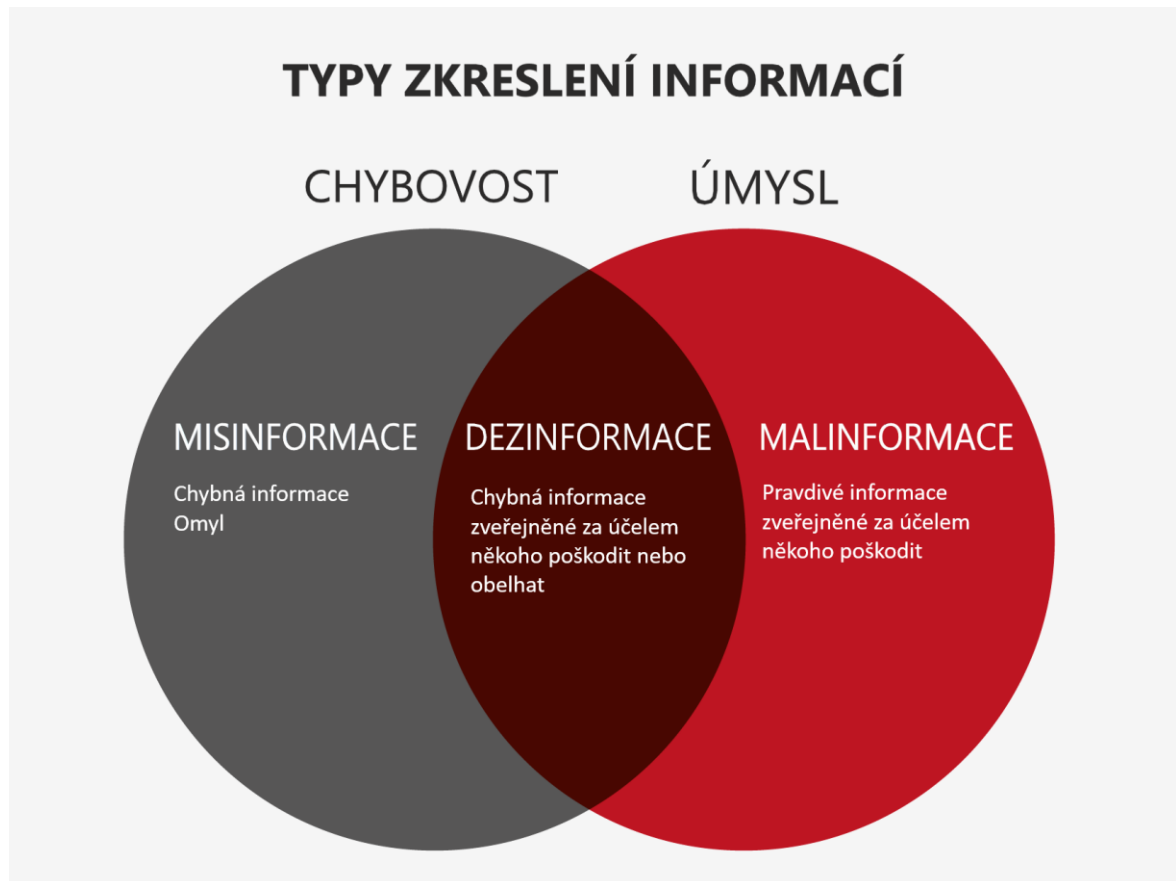 TYPY ZKRESLENÍ INFORMACÍ
CHYBOVOST
ÚMYSL
MISINFORMACE
Chybná informace
Omyl
DEZINFORMACE
Chybná informace
zveřejněné za účelem
někoho poškodit nebo
obelhat
MALINFORMACE
Pravdivé informace
zveřejněné za účelem
někoho poškodit